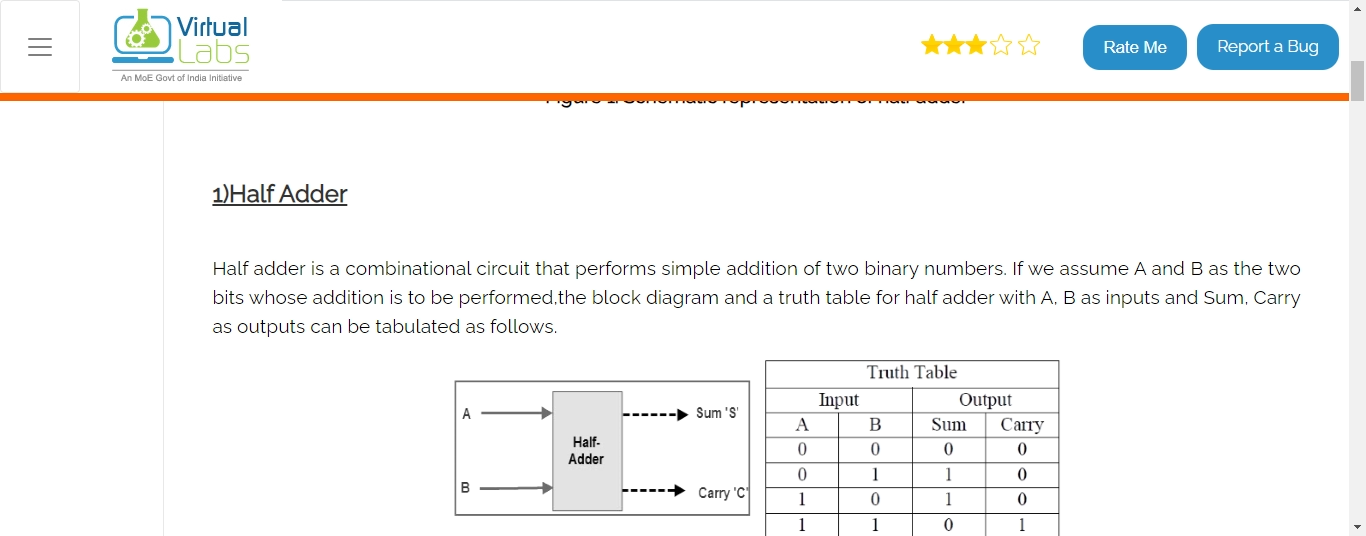 Virtual
Labs
An MoE Govt of India Initiative
Rate Me
Report a Bug
1)Half Adder
Half adder is a combinational circuit that performs simple addition of two binary numbers. If we assume A and B as the two
bits whose addition is to be performed,the block diagram and a truth table for half adder with A, B as inputs and Sum, Carry
as outputs can be tabulated as follows.
A
Sum 'S'
Half-
Adder
B
Carry 'C'
Truth Table
Input Output
A B Sum Carry
0 0 0 0
0 1 1 0
1 0 1 0
1 1 0 1